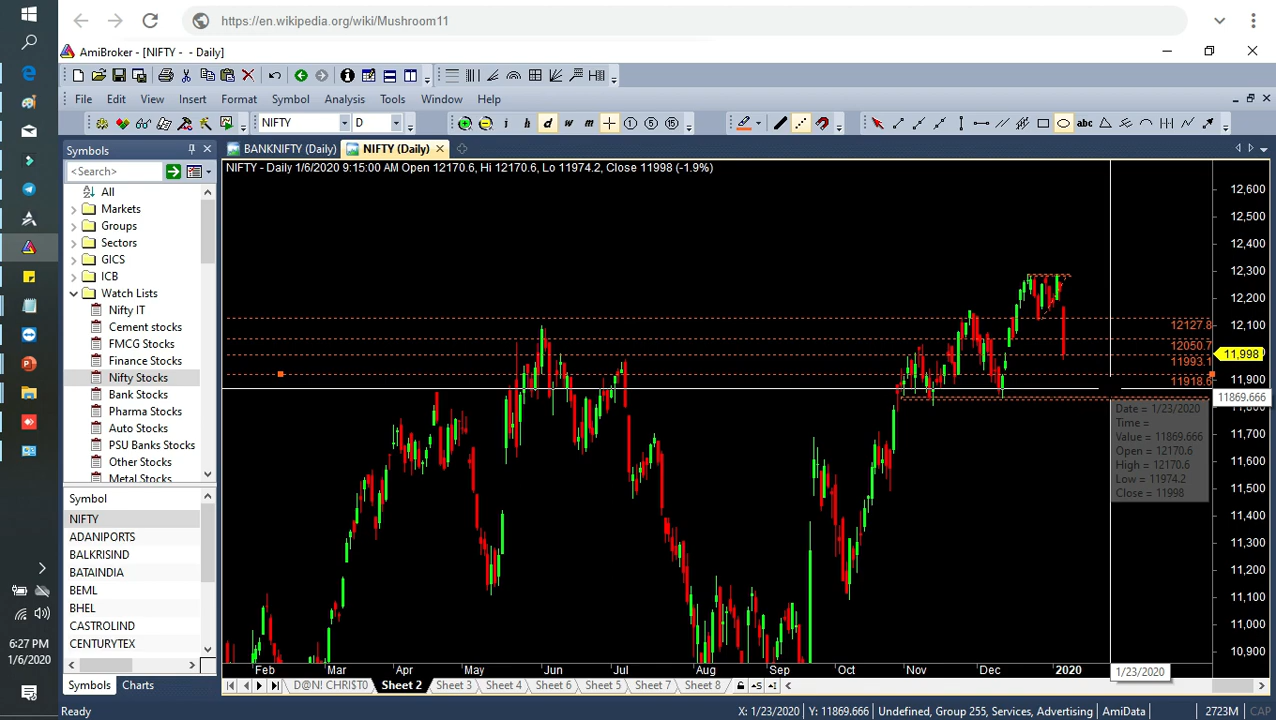 https://en.wikipedia.org/wiki/Mushroom11
AmiBroker - [NIFTY - - Daily]
File Edit View Insert Format Symbol Analysis Tools Window Help
NIFTY D i h d w m 1 5 15 abc
Symbols
BANKNIFTY (Daily) NIFTY (Daily)
<Search>
NIFTY - Daily 1/6/2020 9:15:00 AM Open 12170.6, Hi 12170.6, Lo 11974.2, Close 11998 (-1.9%)
All
Markets
Groups
Sectors
GICS
ICB
Watch Lists
Nifty IT
Cement stocks
FMCG Stocks
Finance Stocks
Nifty Stocks
Bank Stocks
Pharma Stocks
Auto Stocks
PSU Banks Stocks
Other Stocks
Metal Stocks
Symbol
NIFTY
ADANIPORTS
BALKRISIND
BATAINDIA
BEML
BHEL
CASTROLIND
CENTURYTEX
Symbols Charts
12,600
12,500
12,400
12,300
12,200
12,100
11,998
11,900
11869.666
11,800
11,700
11,600
11,500
11,400
11,300
11,200
11,100
11,000
10,900
12127.8
12050.7
11993.1
11918.6
Date = 1/23/2020
Time =
Value = 11869.666
Open = 12170.6
High = 12170.6
Low = 11974.2
Close = 11998
Feb Mar Apr May Jun Jul Aug Sep Oct Nov Dec 2020
1/23/2020
D@N! CHRI$T0 Sheet 2 Sheet 3 Sheet 4 Sheet 6 Sheet 5 Sheet 7 Sheet 8
6:27 PM
1/6/2020
Ready
X: 1/23/2020 Y: 11869.666 Undefined, Group 255, Services, Advertising AmiData 2723M CAP